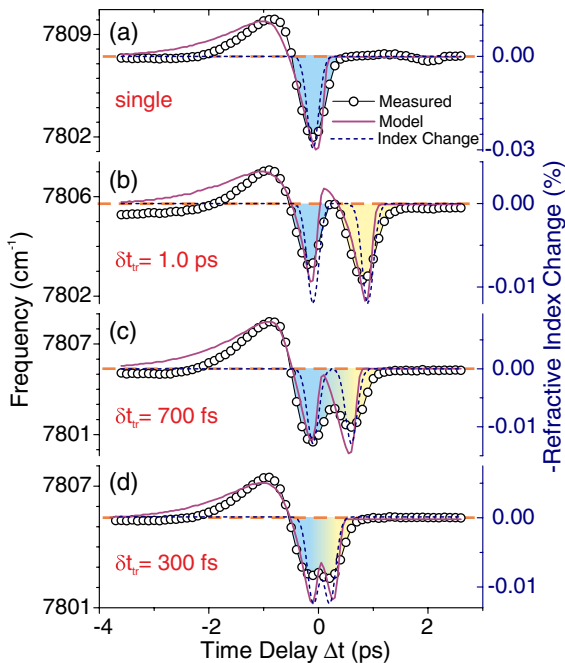 (a)
7809
0.00
single
Measured
Model
Index Change
7802
-0.03
(b)
7806
0.00
δt_tr= 1.0 ps
-0.01
7802
(c)
7807
0.00
δt_tr= 700 fs
-0.01
7801
(d)
7807
0.00
δt_tr= 300 fs
-0.01
7801
-4 -2 0 2
Time Delay Δt (ps)
Frequency (cm⁻¹)
-Refractive Index Change (%)